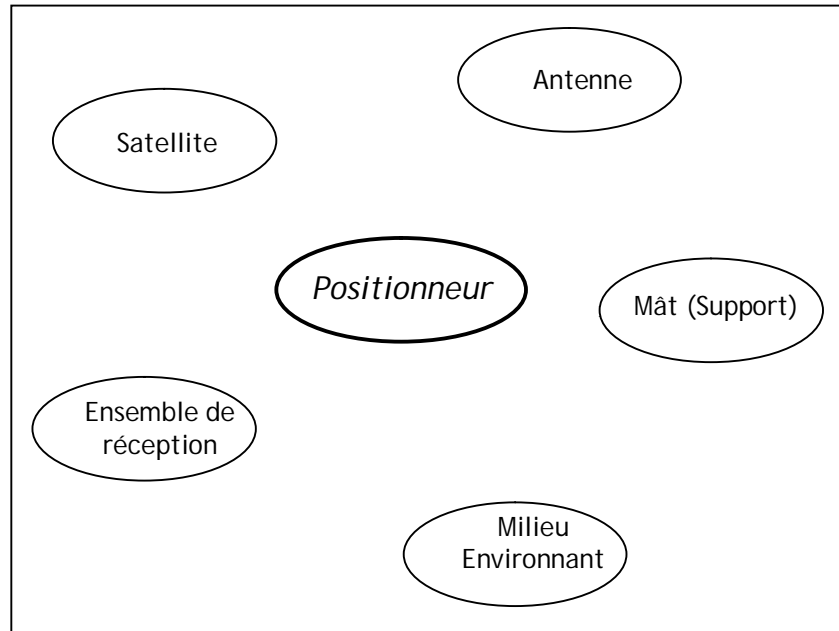 Antenne
Satellite
Positionneur
Mât (Support)
Ensemble de
réception
Milieu
Environnant